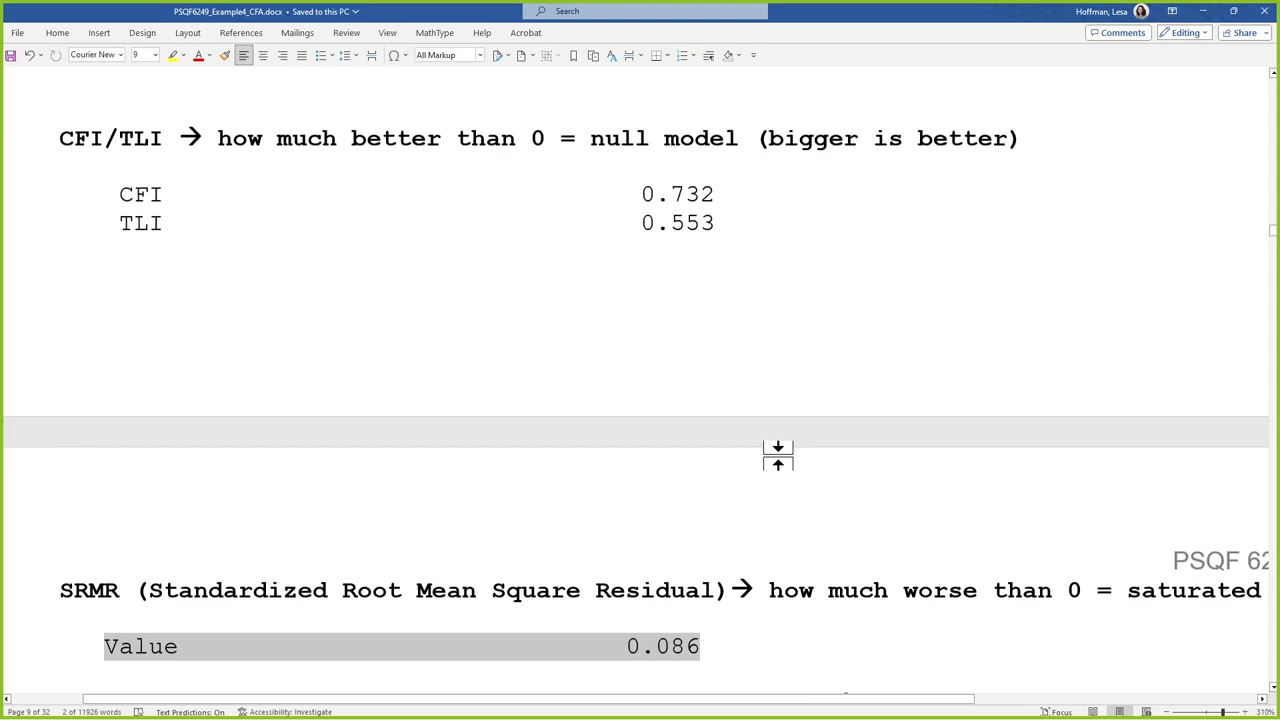 PSQF6249_Example4_CFA.docx • Saved to this PC
Search
Hoffman, Lesa
File Home Insert Design Layout References Mailings Review View MathType Help Acrobat
Comments Editing Share
Courier New 9 All Markup
CFI/TLI → how much better than 0 = null model (bigger is better)
CFI 0.732
TLI 0.553
PSQF 62
SRMR (Standardized Root Mean Square Residual)→ how much worse than 0 = saturated
Value 0.086
Page 9 of 32 2 of 11926 words Text Predictions: On Accessibility: Investigate Focus 310%